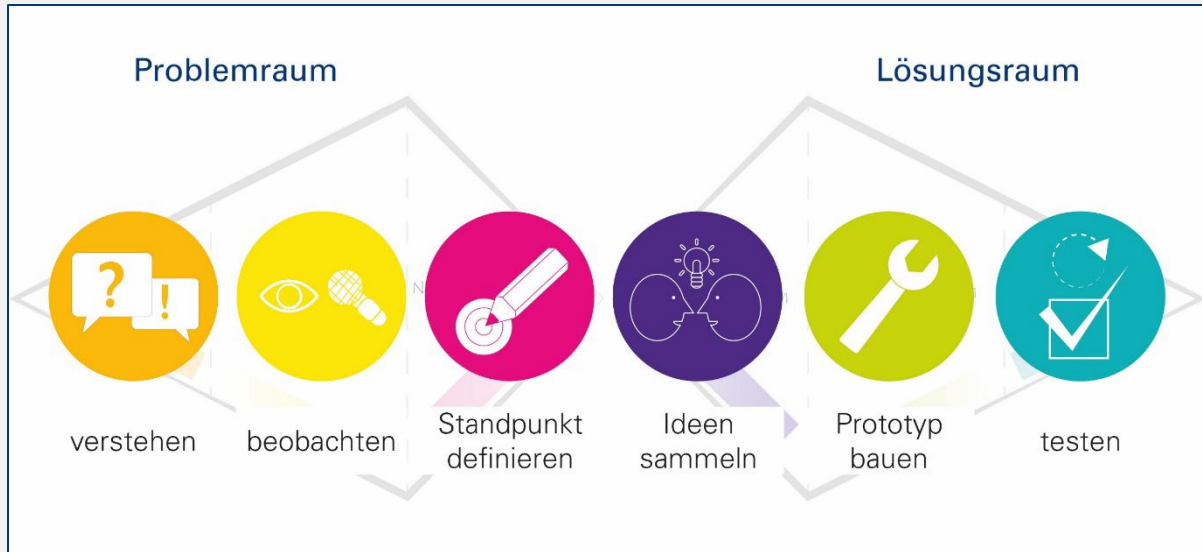 Problemraum
Lösungsraum
?
!
verstehen
beobachten
Standpunkt
definieren
Ideen
sammeln
Prototyp
bauen
testen